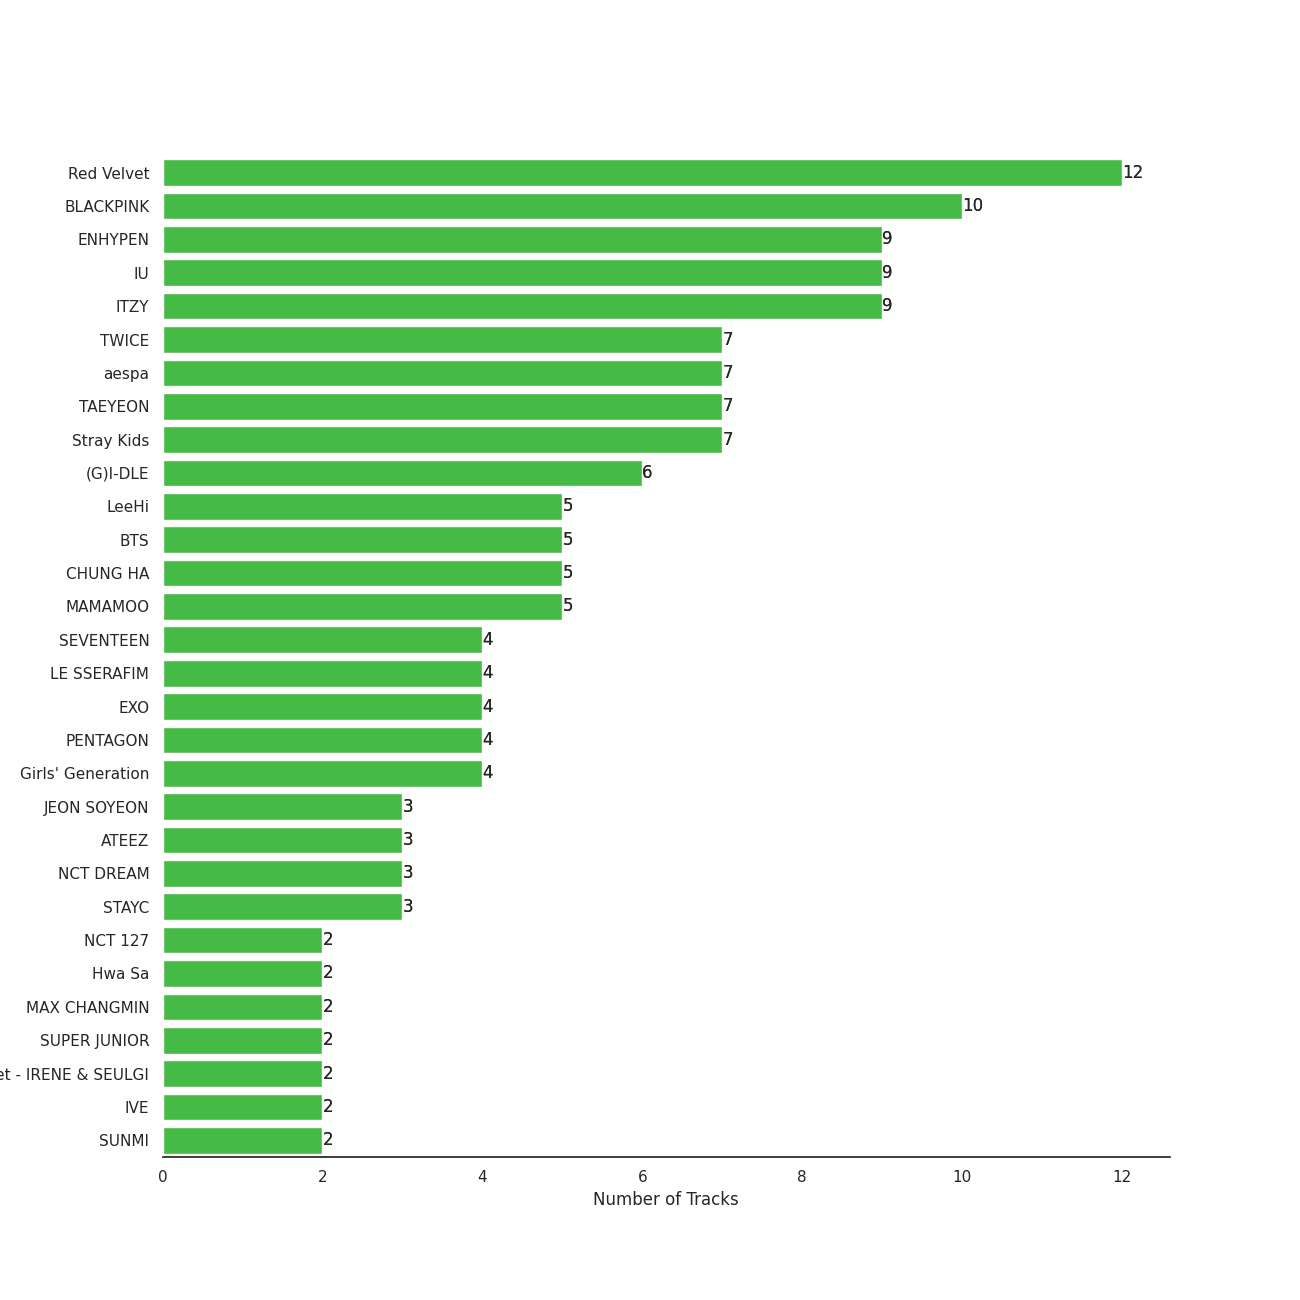 Red Velvet 12
BLACKPINK 10
ENHYPEN 9
IU 9
ITZY 9
TWICE 7
aespa 7
TAEYEON 7
Stray Kids 7
(G)I-DLE 6
LeeHi 5
BTS 5
CHUNG HA 5
MAMAMOO 5
SEVENTEEN 4
LE SSERAFIM 4
EXO 4
PENTAGON 4
Girls' Generation 4
JEON SOYEON 3
ATEEZ 3
NCT DREAM 3
STAYC 3
NCT 127 2
Hwa Sa 2
MAX CHANGMIN 2
SUPER JUNIOR 2
et - IRENE & SEULGI 2
IVE 2
SUNMI 2
0 2 4 6 8 10 12
Number of Tracks